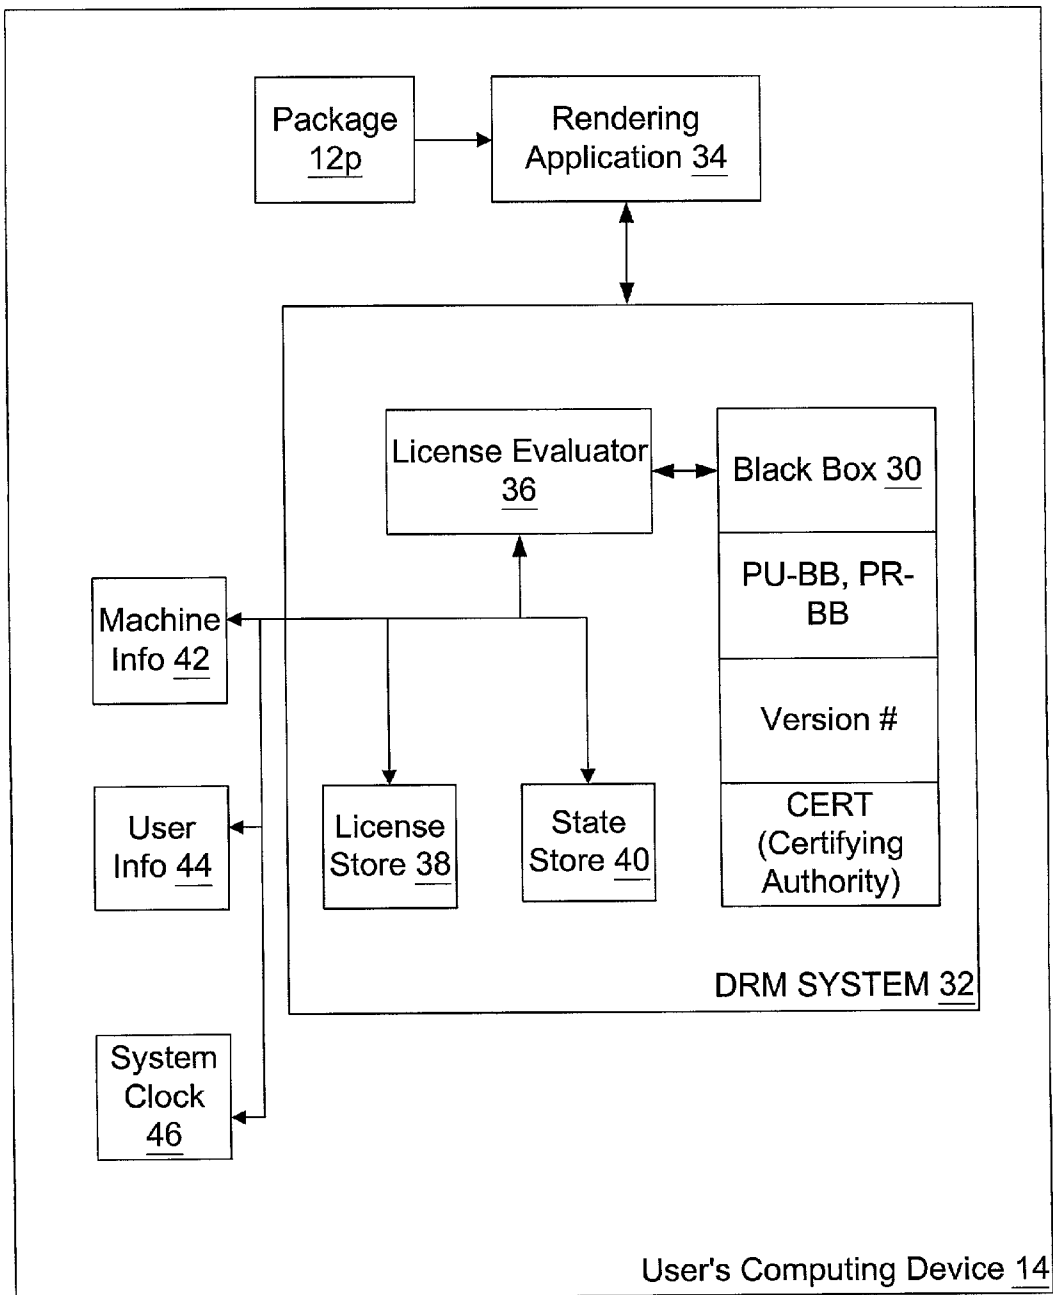 Package
12p
Rendering
Application 34
License Evaluator
36
Black Box 30
PU-BB, PR-
BB
Version #
CERT
(Certifying
Authority)
Machine
Info 42
User
Info 44
License
Store 38
State
Store 40
DRM SYSTEM 32
System
Clock
46
User's Computing Device 14